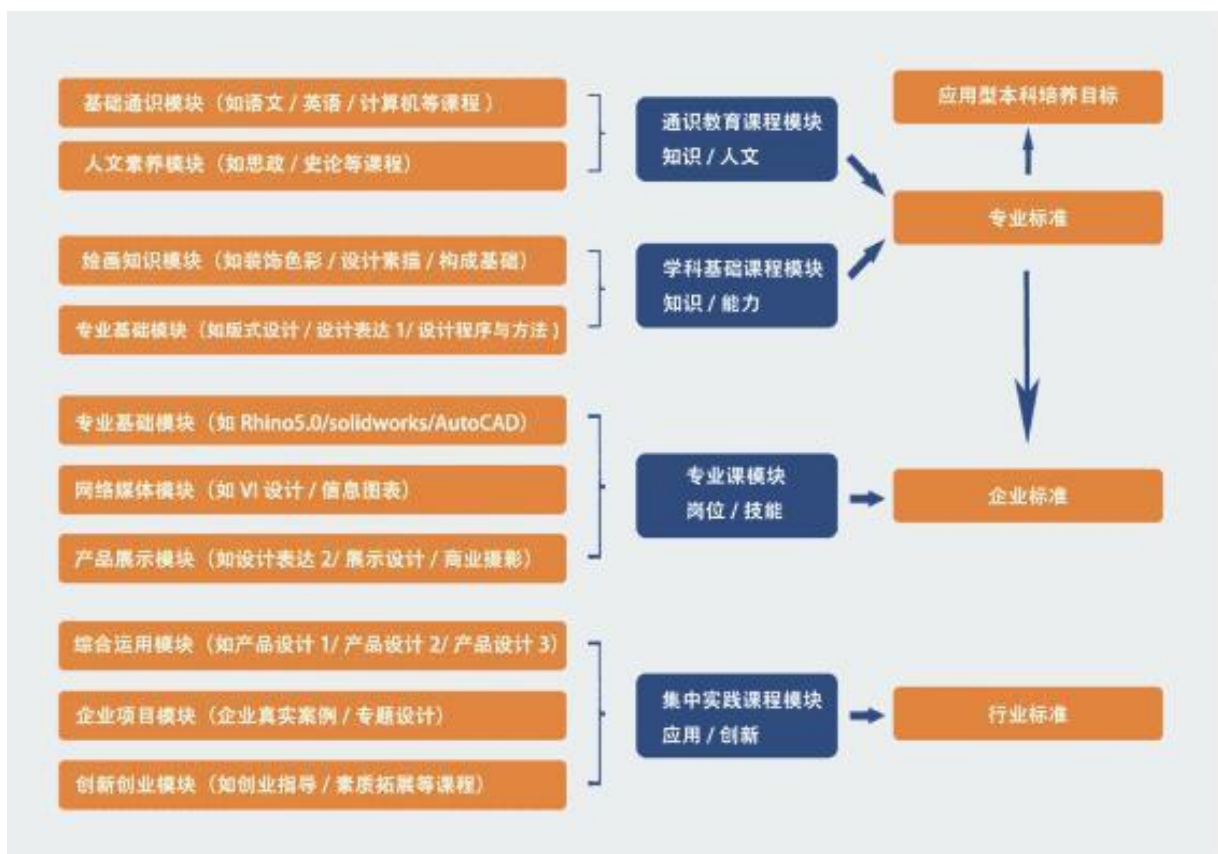 基础通识模块（如语文 / 英语 / 计算机等课程 ）
人文素养模块（如思政 / 史论等课程）
绘画知识模块（如装饰色彩 / 设计素描 / 构成基础）
专业基础模块（如版式设计 / 设计表达 1/ 设计程序与方法 ）
专业基础模块（如 Rhino5.0/solidworks/AutoCAD）
网络媒体模块（如 VI 设计 / 信息图表）
产品展示模块（如设计表达 2/ 展示设计 / 商业摄影）
综合运用模块（如产品设计 1/ 产品设计 2/ 产品设计 3）
企业项目模块（企业真实案例 / 专题设计）
创新创业模块（如创业指导 / 素质拓展等课程）
通识教育课程模块
知识 / 人文
学科基础课程模块
知识 / 能力
专业课模块
岗位 / 技能
集中实践课程模块
应用 / 创新
应用型本科培养目标
专业标准
企业标准
行业标准